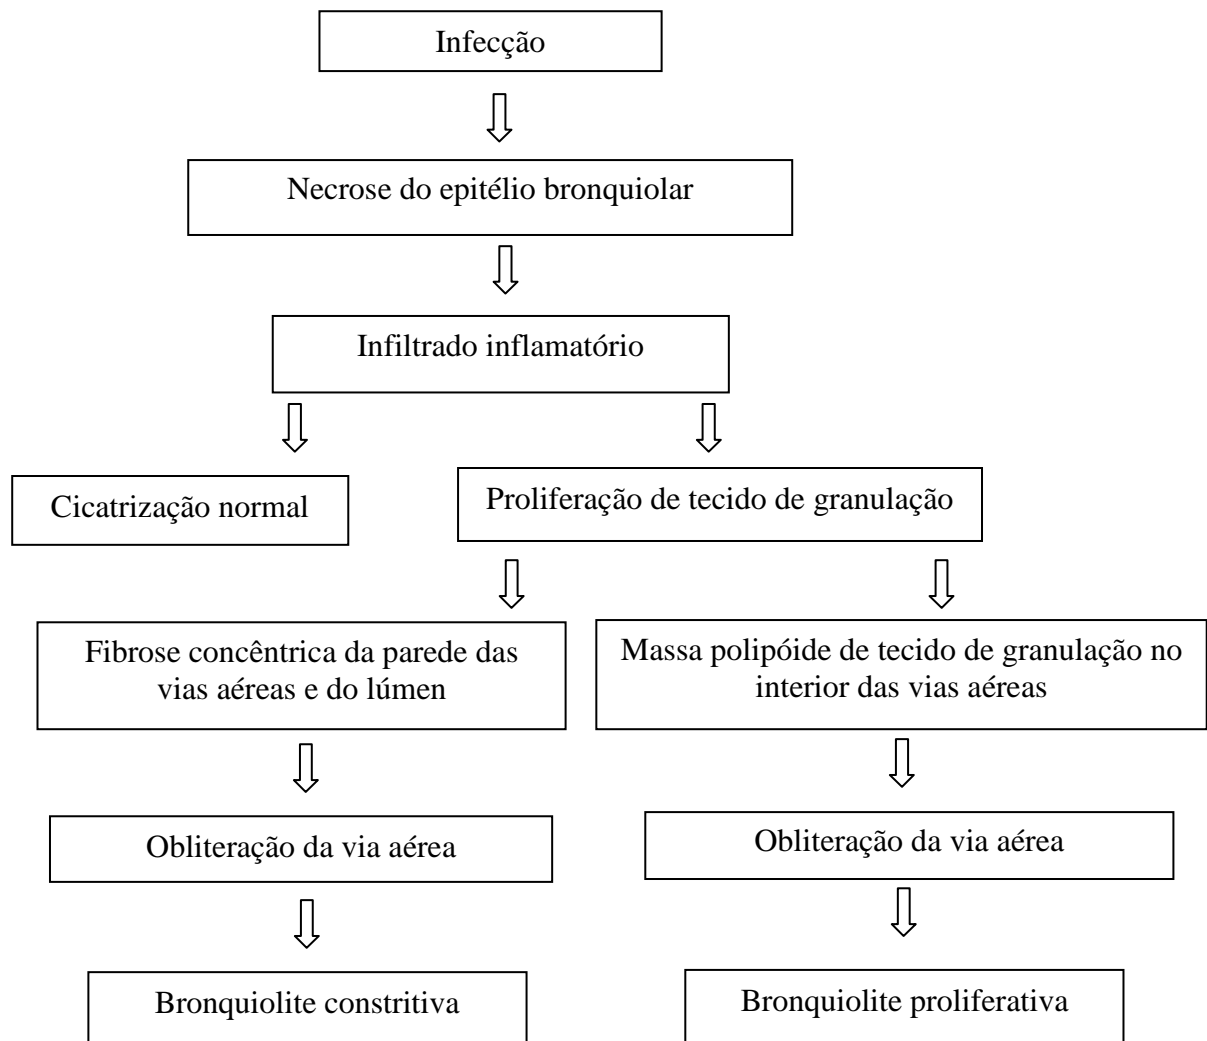 Infecção
Necrose do epitélio bronquiolar
Infiltrado inflamatório
Cicatrização normal
Proliferação de tecido de granulação
Fibrose concêntrica da parede das
vias aéreas e do lúmen
Massa polipóide de tecido de granulação no
interior das vias aéreas
Obliteração da via aérea
Obliteração da via aérea
Bronquiolite constritiva
Bronquiolite proliferativa